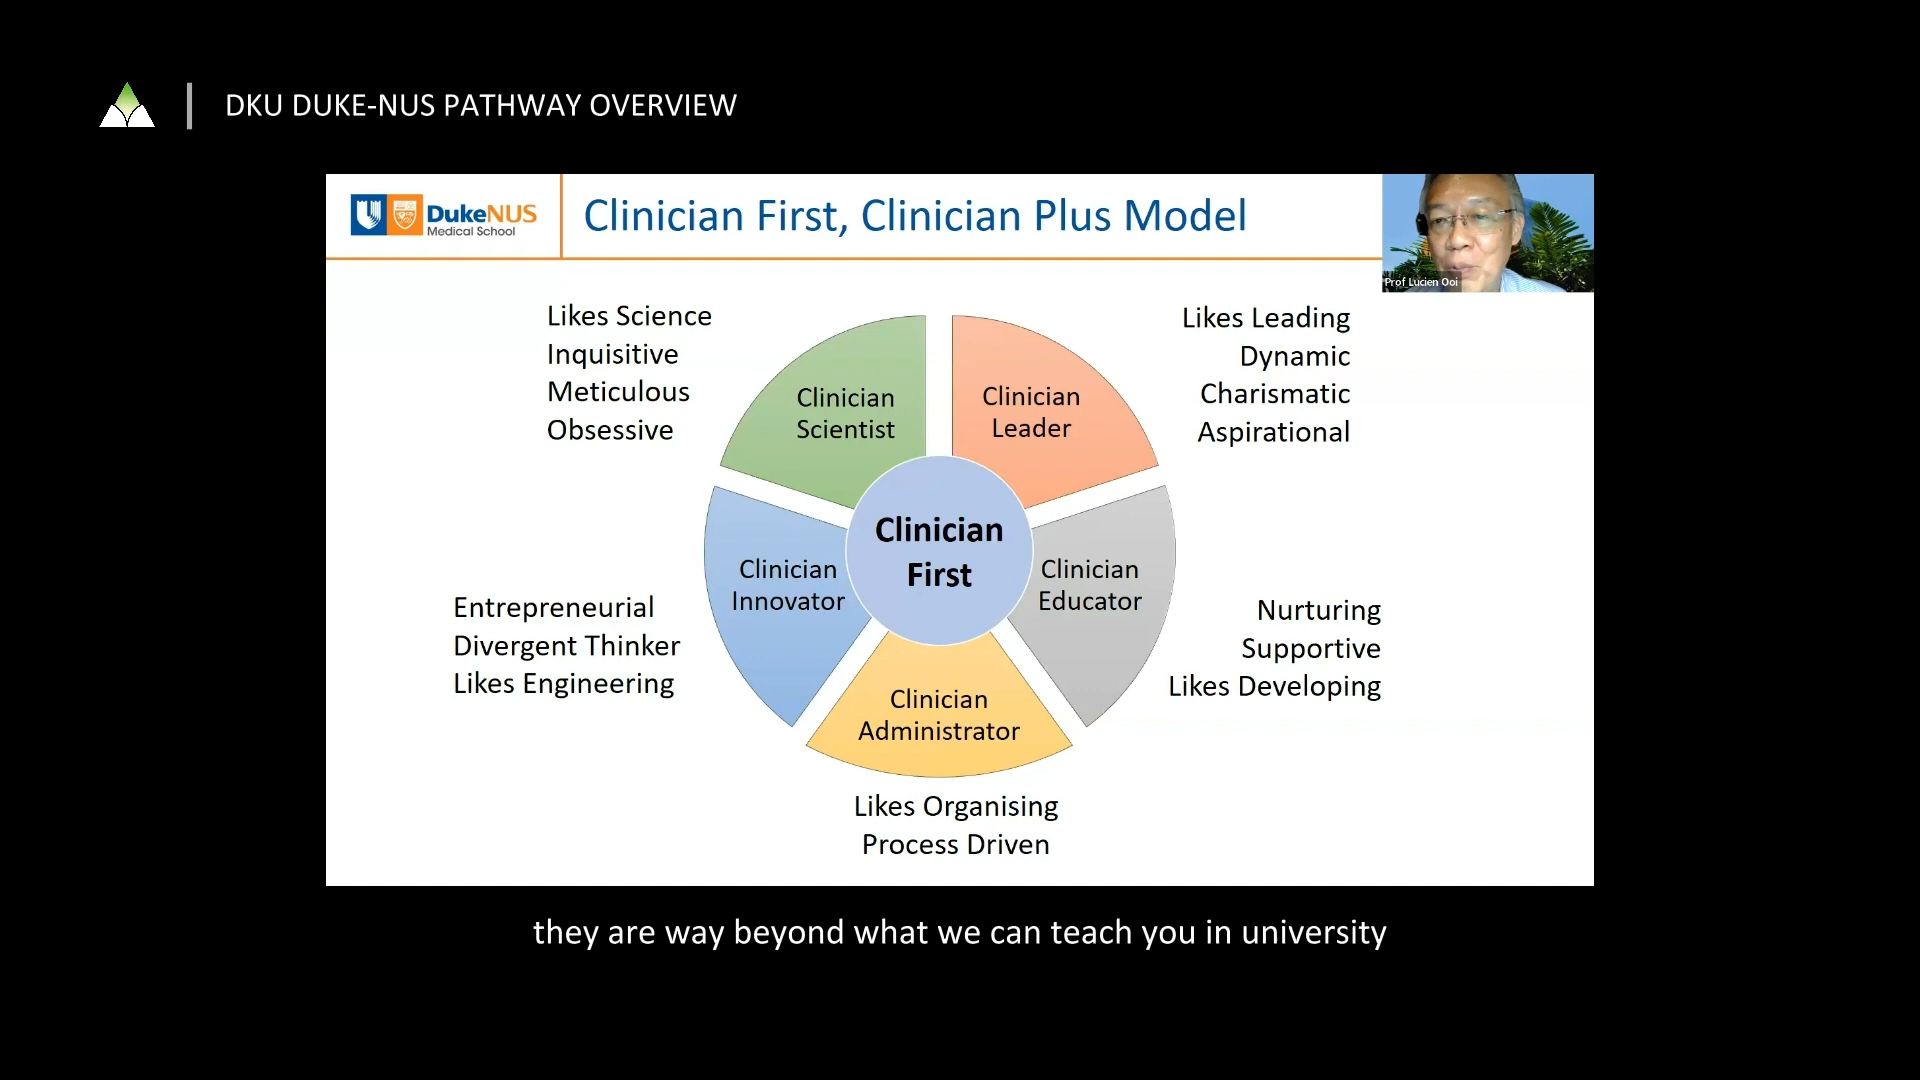 DKU DUKE-NUS PATHWAY OVERVIEW
DukeNUS
Medical School
Clinician First, Clinician Plus Model
Prof Lucien Ooi
Likes Science
Inquisitive
Meticulous
Obsessive
Clinician
Scientist
Clinician
Leader
Likes Leading
Dynamic
Charismatic
Aspirational
Clinician
First
Clinician
Innovator
Clinician
Educator
Entrepreneurial
Divergent Thinker
Likes Engineering
Nurturing
Supportive
Likes Developing
Clinician
Administrator
Likes Organising
Process Driven
they are way beyond what we can teach you in university